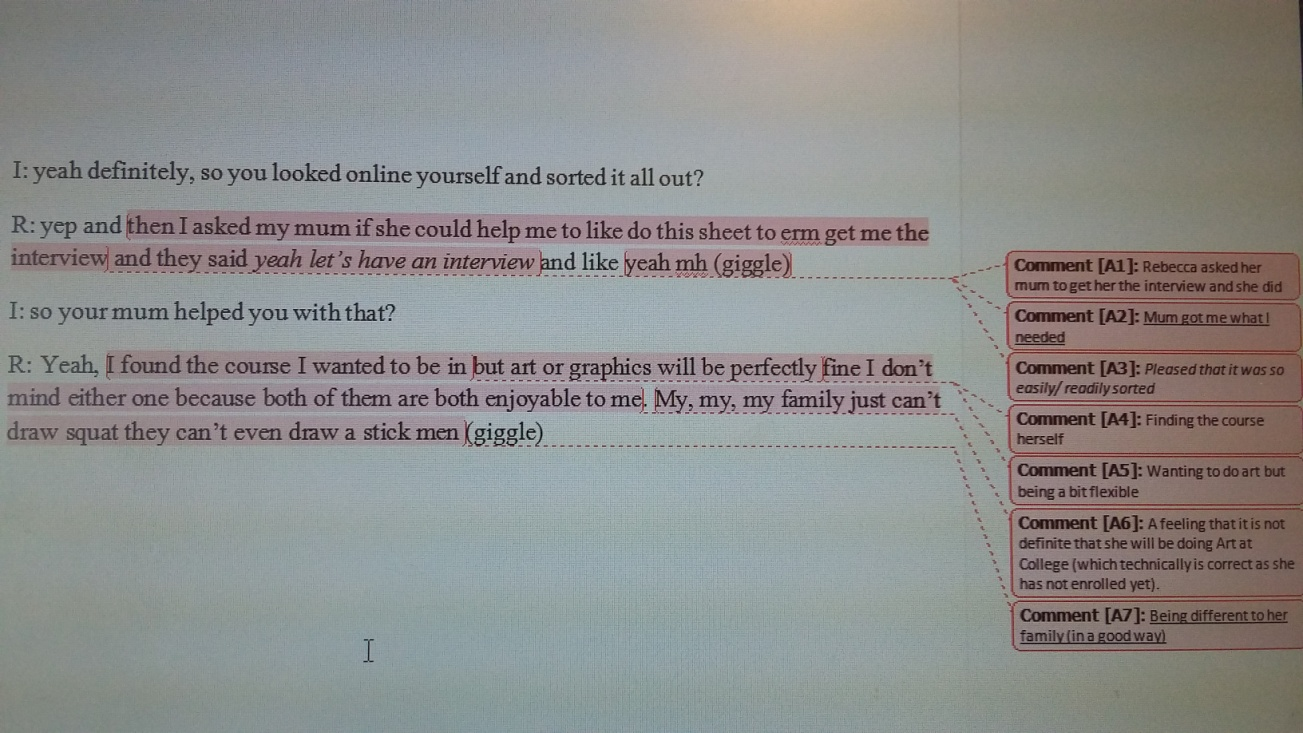 I: yeah definitely, so you looked online yourself and sorted it all out?
R: yep and then I asked my mum if she could help me to like do this sheet to erm get me the
interview and they said yeah let's have an interview and like yeah mh (giggle)
I: so your mum helped you with that?
R: Yeah, I found the course I wanted to be in but art or graphics will be perfectly fine I don't
mind either one because both of them are both enjoyable to me. My, my, my family just can't
draw squat they can't even draw a stick men (giggle)
Comment [A1]: Rebecca asked her
mum to get her the interview and she did
Comment [A2]: Mum got me what I
needed
Comment [A3]: Pleased that it was so
easily/ readily sorted
Comment [A4]: Finding the course
herself
Comment [A5]: Wanting to do art but
being a bit flexible
Comment [A6]: A feeling that it is not
definite that she will be doing Art at
College (which technically is correct as she
has not enrolled yet).
Comment [A7]: Being different to her
family (in a good way)